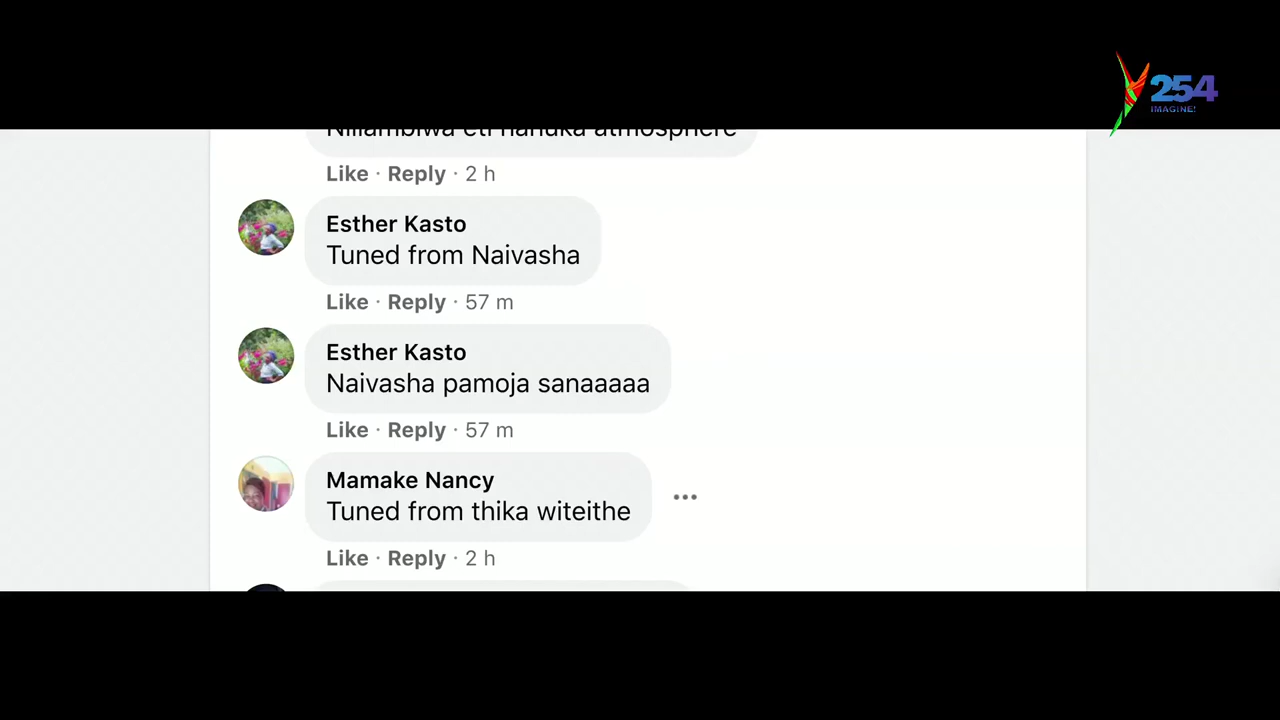 254
IMAGINE!
atmosphere
Like · Reply · 2 h
Esther Kasto
Tuned from Naivasha
Like · Reply · 57 m
Esther Kasto
Naivasha pamoja sanaaaaa
Like · Reply · 57 m
Mamake Nancy
Tuned from thika witeithe
Like · Reply · 2 h